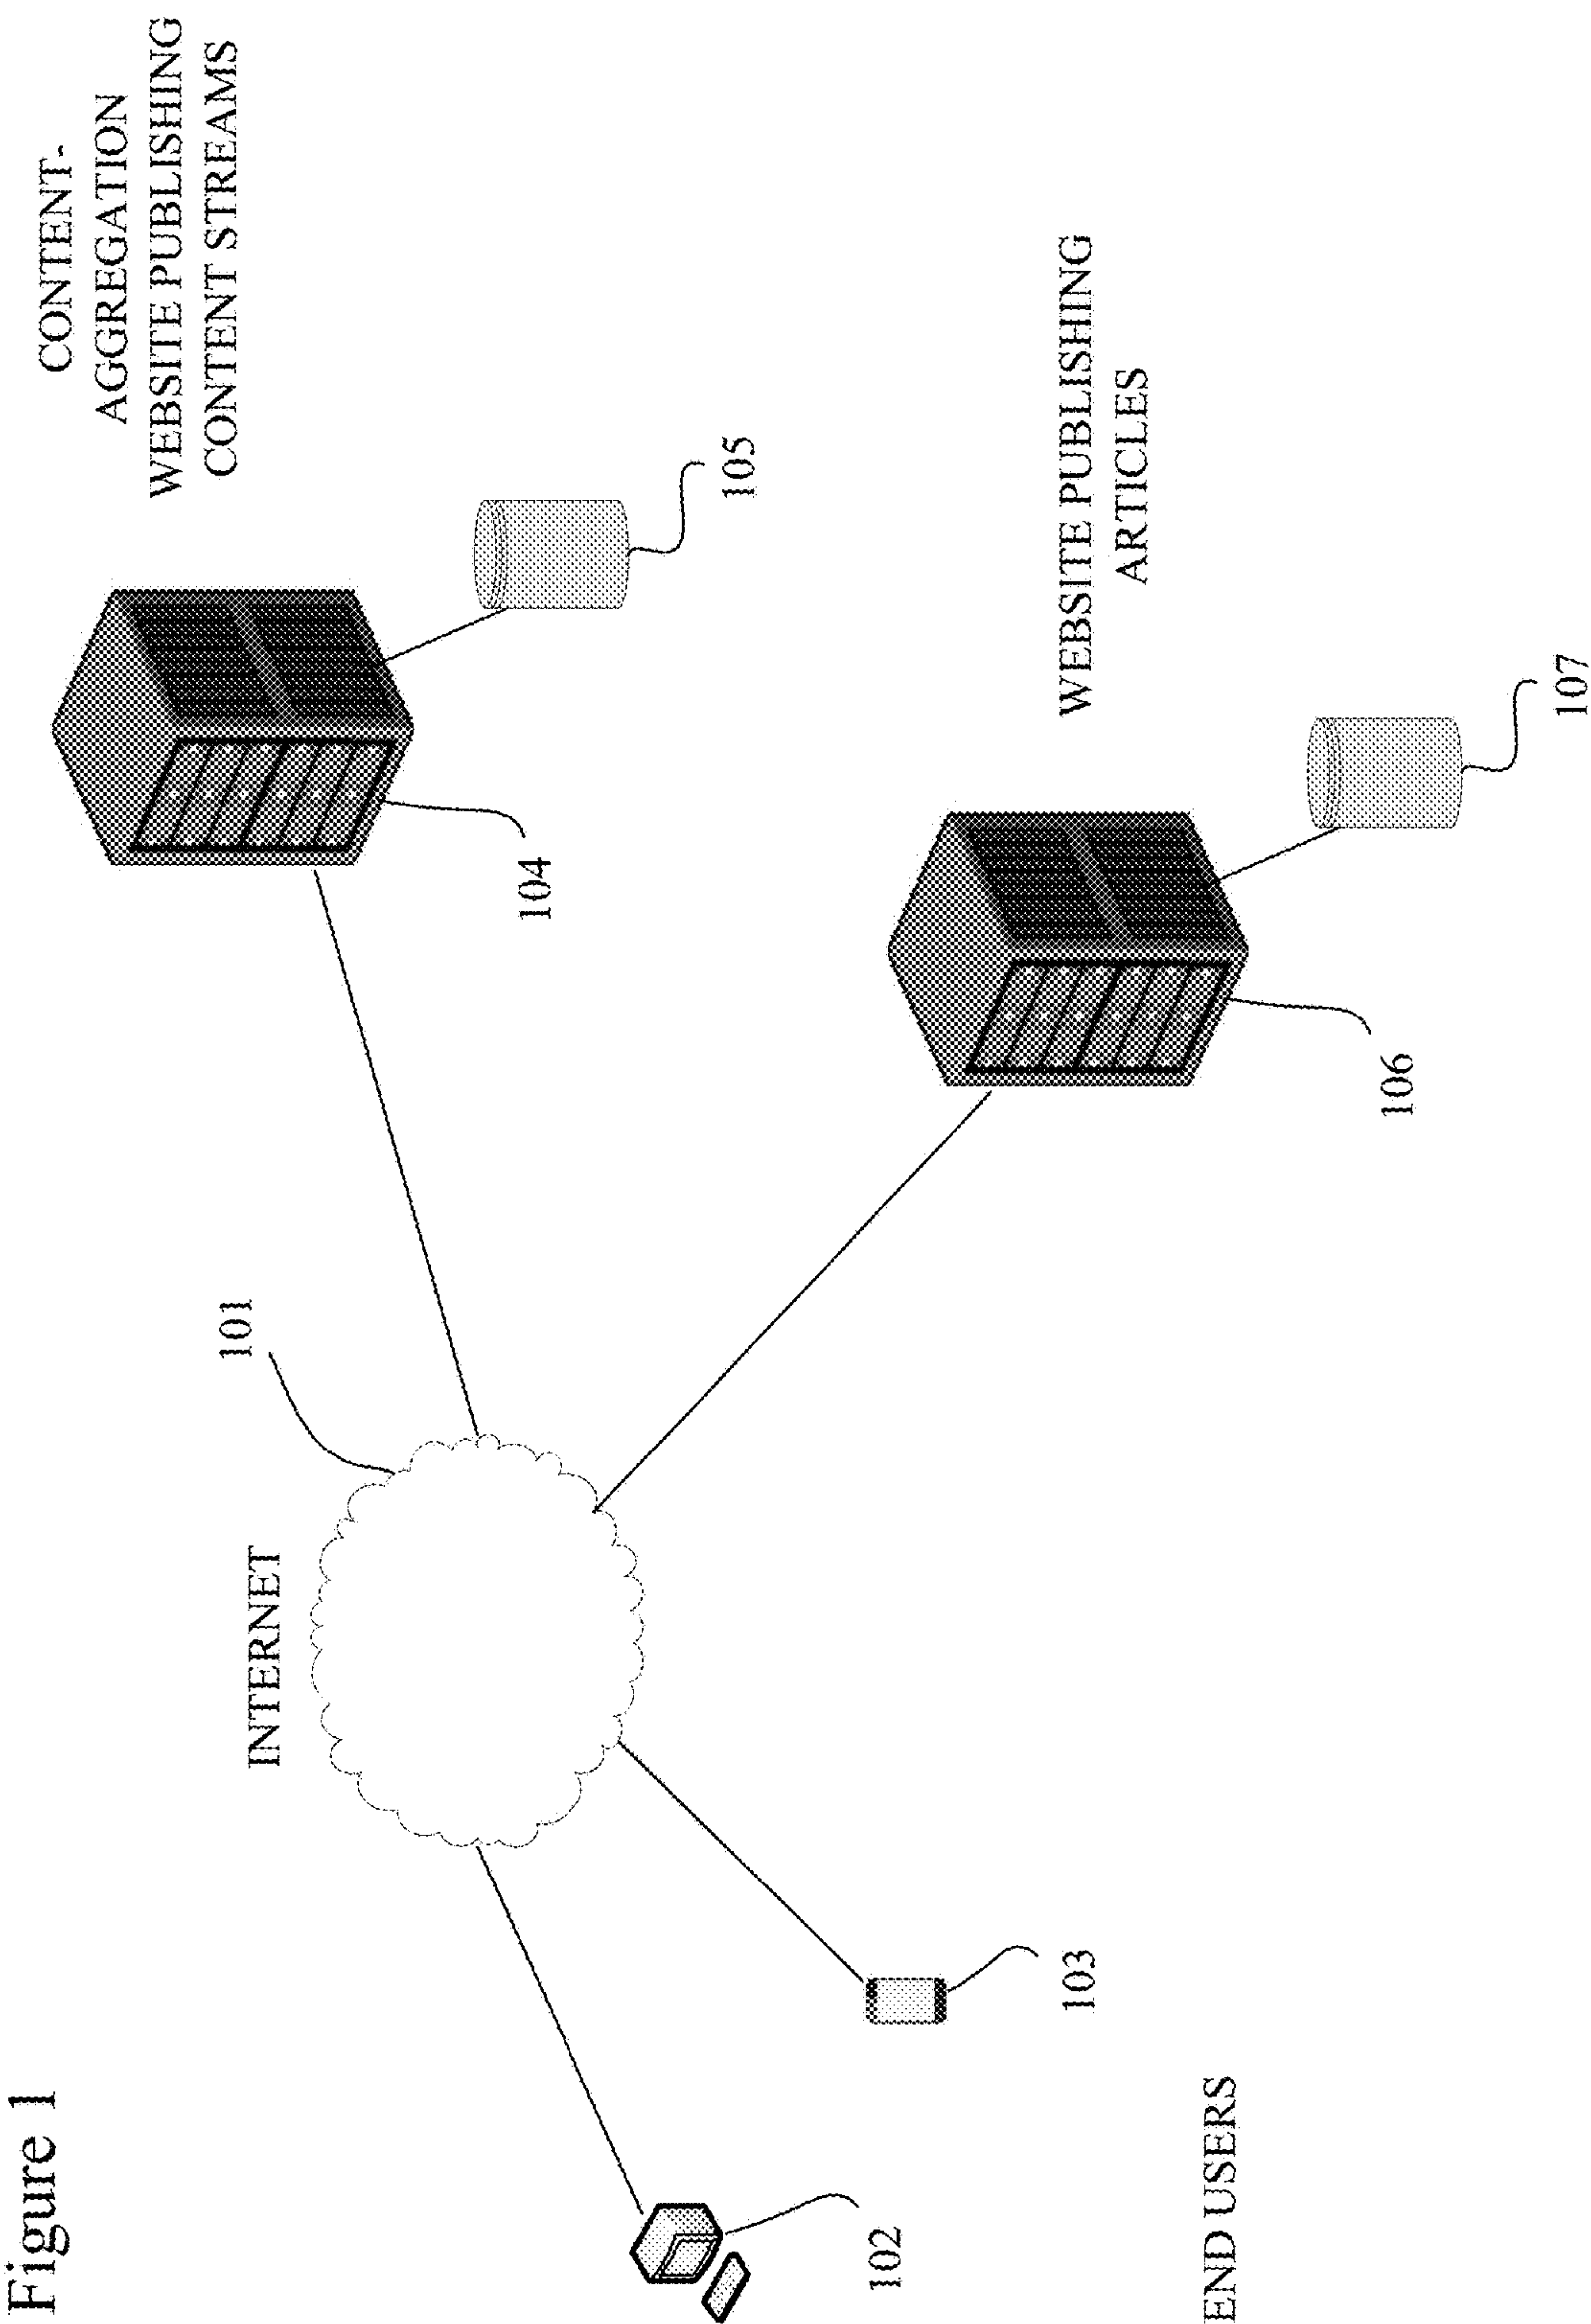 Figure 1
CONTENT-
AGGREGATION
WEBSITE PUBLISHING
CONTENT STREAMS
INTERNET
101
104
105
WEBSITE PUBLISHING
ARTICLES
102
103
106
107
END USERS